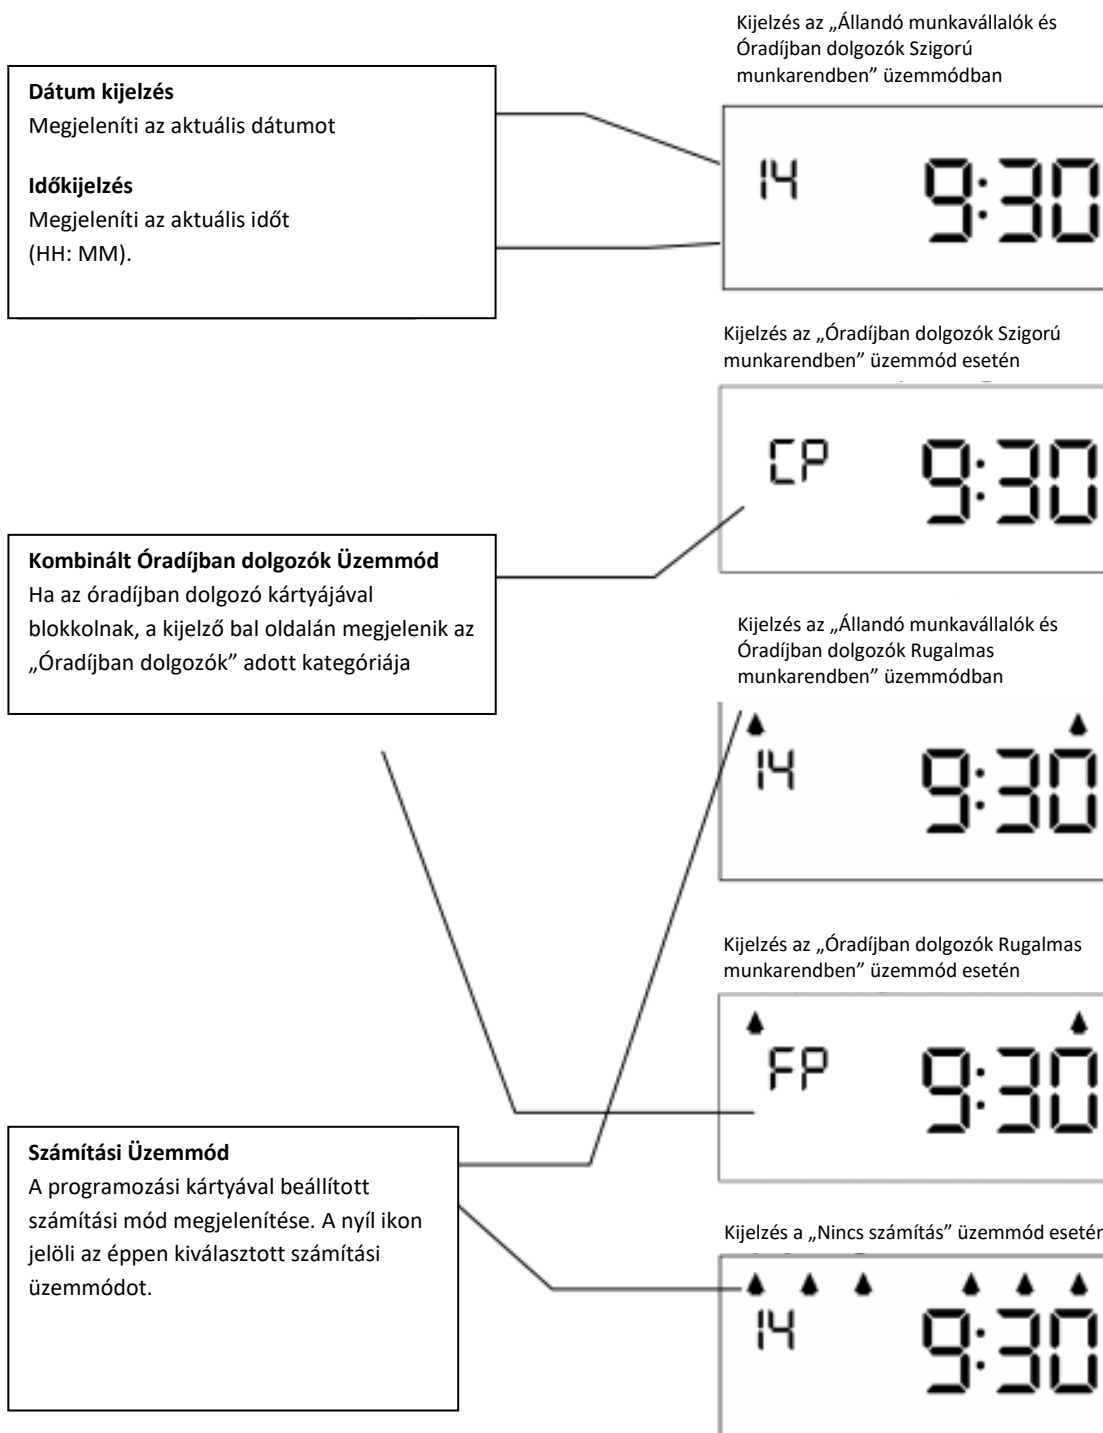 Kijelzés az „Állandó munkavállalók és
Óradíjban dolgozók Szigorú
munkarendben” üzemmódban
Dátum kijelzés
Megjeleníti az aktuális dátumot
Időkijelzés
Megjeleníti az aktuális időt
(HH: MM).
14 9:30
Kijelzés az „Óradíjban dolgozók Szigorú
munkarendben” üzemmód esetén
CP 9:30
Kombinált Óradíjban dolgozók Üzemmód
Ha az óradíjban dolgozó kártyájával
blokkolnak, a kijelző bal oldalán megjelenik az
„Óradíjban dolgozók” adott kategóriája
Kijelzés az „Állandó munkavállalók és
Óradíjban dolgozók Rugalmas
munkarendben” üzemmódban
14 9:30
Kijelzés az „Óradíjban dolgozók Rugalmas
munkarendben” üzemmód esetén
FP 9:30
Számítási Üzemmód
A programozási kártyával beállított
számítási mód megjelenítése. A nyíl ikon
jelöli az éppen kiválasztott számítási
üzemmódot.
Kijelzés a „Nincs számítás” üzemmód esetén
14 9:30